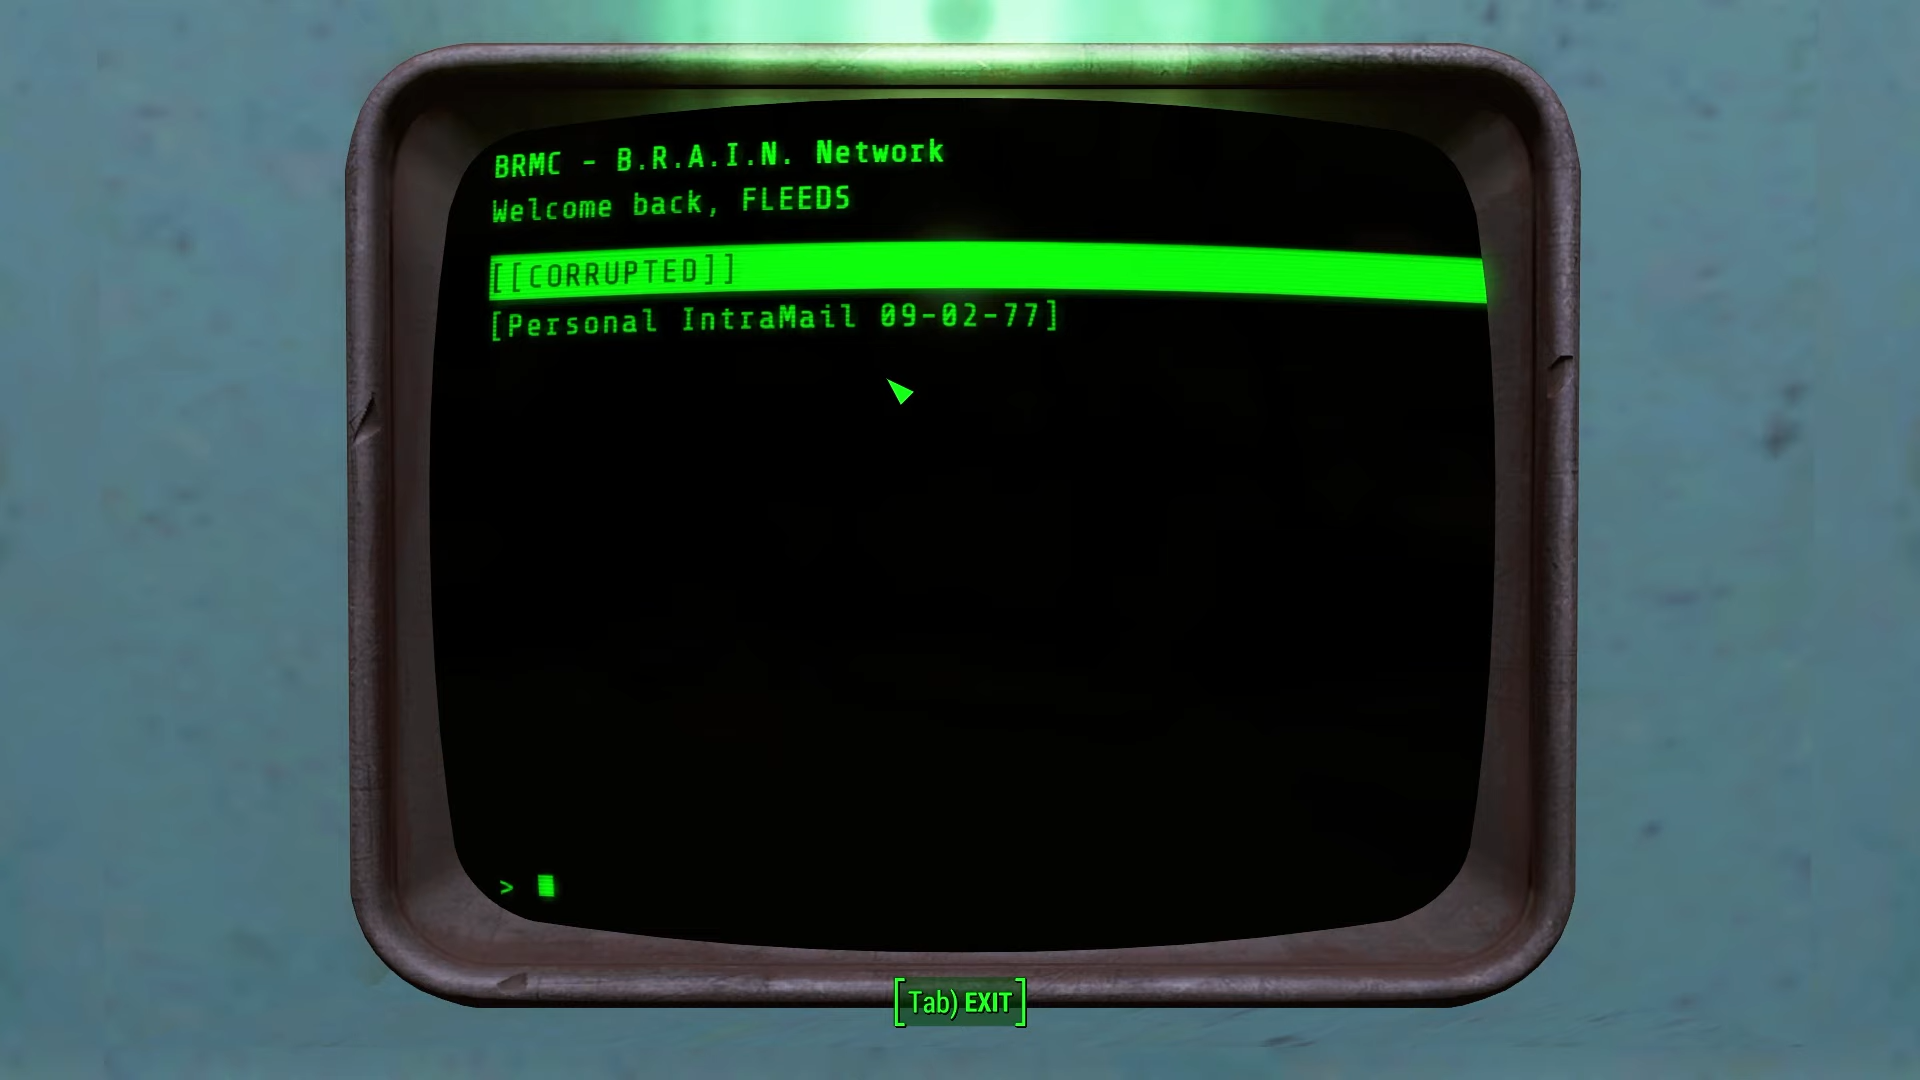 BRMC - B.R.A.I.N. Network
Welcome back, FLEEDS
[[CORRUPTED]]
[Personal IntraMail 09-02-77]
>
[Tab) EXIT]